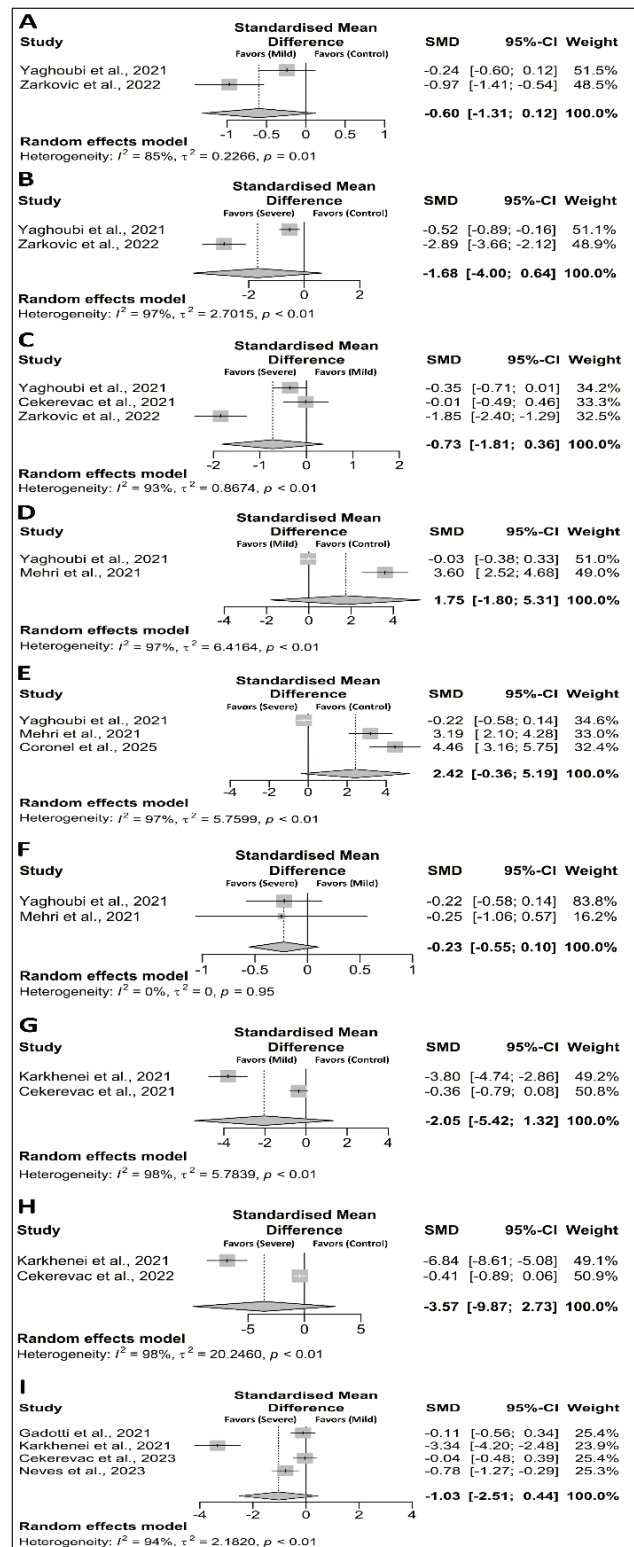 A
Standardised Mean
Study Difference SMD 95%-CI Weight
Favors (Mild) Favors (Control)
Yaghoubi et al., 2021 -0.24 [-0.60; 0.12] 51.5%
Zarkovic et al., 2022 -0.97 [-1.41; -0.54] 48.5%
-0.60 [-1.31; 0.12] 100.0%
-1 -0.5 0 0.5 1
Random effects model
Heterogeneity: I² = 85%, τ² = 0.2266, p = 0.01
B
Standardised Mean
Study Difference SMD 95%-CI Weight
Favors (Severe) Favors (Control)
Yaghoubi et al., 2021 -0.52 [-0.89; -0.16] 51.1%
Zarkovic et al., 2022 -2.89 [-3.66; -2.12] 48.9%
-1.68 [-4.00; 0.64] 100.0%
-2 0 2
Random effects model
Heterogeneity: I² = 97%, τ² = 2.7015, p < 0.01
C
Standardised Mean
Study Difference SMD 95%-CI Weight
Favors (Severe) Favors (Mild)
Yaghoubi et al., 2021 -0.35 [-0.71; 0.01] 34.2%
Cekerevac et al., 2021 -0.01 [-0.49; 0.46] 33.3%
Zarkovic et al., 2022 -1.85 [-2.40; -1.29] 32.5%
-0.73 [-1.81; 0.36] 100.0%
-2 -1 0 1 2
Random effects model
Heterogeneity: I² = 93%, τ² = 0.8674, p < 0.01
D
Standardised Mean
Study Difference SMD 95%-CI Weight
Favors (Mild) Favors (Control)
Yaghoubi et al., 2021 -0.03 [-0.38; 0.33] 51.0%
Mehri et al., 2021 3.60 [ 2.52; 4.68] 49.0%
1.75 [-1.80; 5.31] 100.0%
-4 -2 0 2 4
Random effects model
Heterogeneity: I² = 97%, τ² = 6.4164, p < 0.01
E
Standardised Mean
Study Difference SMD 95%-CI Weight
Favors (Severe) Favors (Control)
Yaghoubi et al., 2021 -0.22 [-0.58; 0.14] 34.6%
Mehri et al., 2021 3.19 [ 2.10; 4.28] 33.0%
Coronel et al., 2025 4.46 [ 3.16; 5.75] 32.4%
2.42 [-0.36; 5.19] 100.0%
-4 -2 0 2 4
Random effects model
Heterogeneity: I² = 97%, τ² = 5.7599, p < 0.01
F
Standardised Mean
Study Difference SMD 95%-CI Weight
Favors (Severe) Favors (Mild)
Yaghoubi et al., 2021 -0.22 [-0.58; 0.14] 83.8%
Mehri et al., 2021 -0.25 [-1.06; 0.57] 16.2%
-0.23 [-0.55; 0.10] 100.0%
-1 -0.5 0 0.5 1
Random effects model
Heterogeneity: I² = 0%, τ² = 0, p = 0.95
G
Standardised Mean
Study Difference SMD 95%-CI Weight
Favors (Mild) Favors (Control)
Karkhenei et al., 2021 -3.80 [-4.74; -2.86] 49.2%
Cekerevac et al., 2021 -0.36 [-0.79; 0.08] 50.8%
-2.05 [-5.42; 1.32] 100.0%
-4 -2 0 2 4
Random effects model
Heterogeneity: I² = 98%, τ² = 5.7839, p < 0.01
H
Standardised Mean
Study Difference SMD 95%-CI Weight
Favors (Severe) Favors (Control)
Karkhenei et al., 2021 -6.84 [-8.61; -5.08] 49.1%
Cekerevac et al., 2022 -0.41 [-0.89; 0.06] 50.9%
-3.57 [-9.87; 2.73] 100.0%
-5 0 5
Random effects model
Heterogeneity: I² = 98%, τ² = 20.2460, p < 0.01
I
Standardised Mean
Study Difference SMD 95%-CI Weight
Favors (Severe) Favors (Mild)
Gadotti et al., 2021 -0.11 [-0.56; 0.34] 25.4%
Karkhenei et al., 2021 -3.34 [-4.20; -2.48] 23.9%
Cekerevac et al., 2023 -0.04 [-0.48; 0.39] 25.4%
Neves et al., 2023 -0.78 [-1.27; -0.29] 25.3%
-1.03 [-2.51; 0.44] 100.0%
-4 -2 0 2 4
Random effects model
Heterogeneity: I² = 94%, τ² = 2.1820, p < 0.01